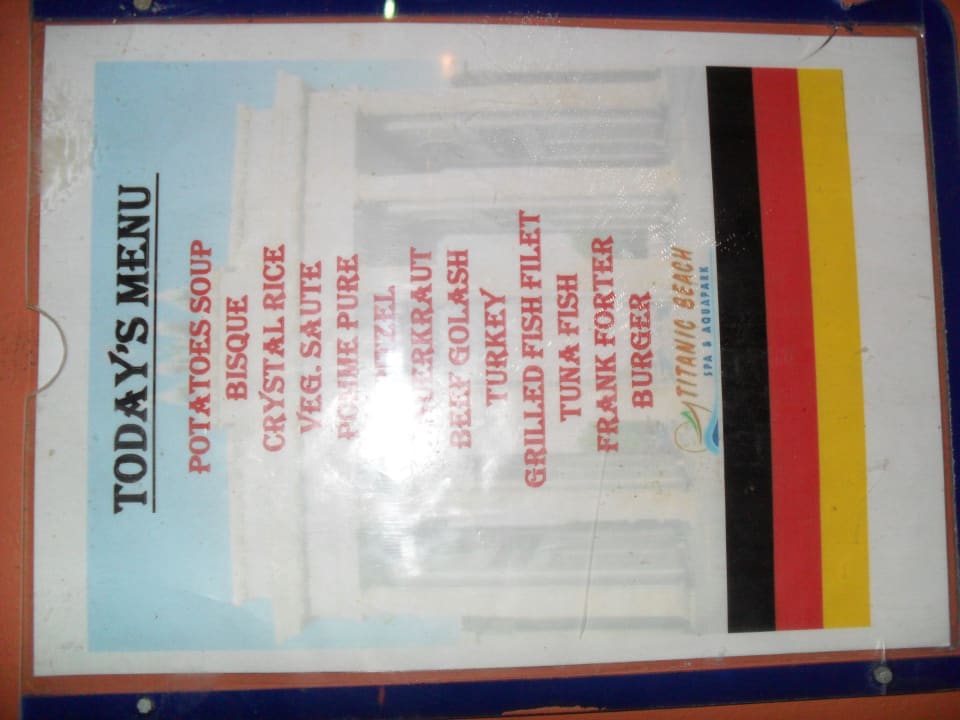 TODAY'S MENU
POTATOES SOUP
BISQUE
CRYSTAL RICE
VEG. SAUTE
POMME PURE
BEEF GOLASH
TURKEY
GRILLED FISH FILET
TUNA FISH
FRANK FORTER
BURGER
TITANIC BEACH
SPA & AQUAPARK